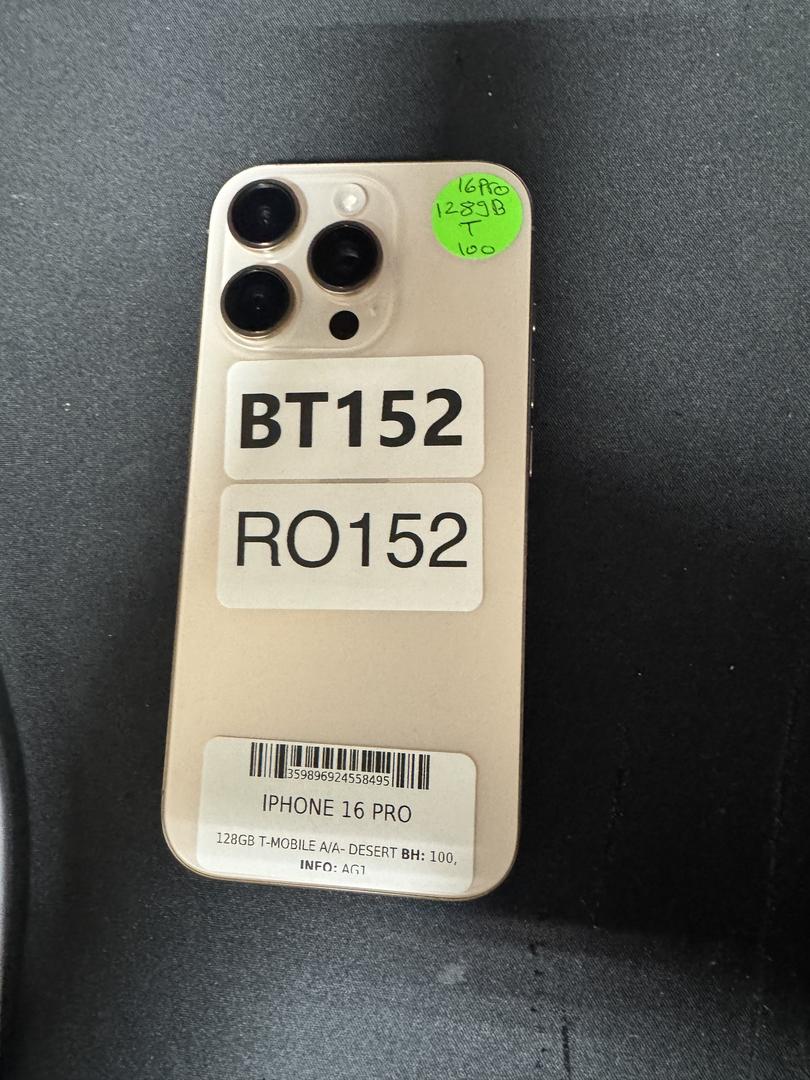 16Pro
128gB
T
100
BT152
RO152
359896924558495
IPHONE 16 PRO
128GB T-MOBILE A/A- DESERT BH: 100,
INFO: AG1